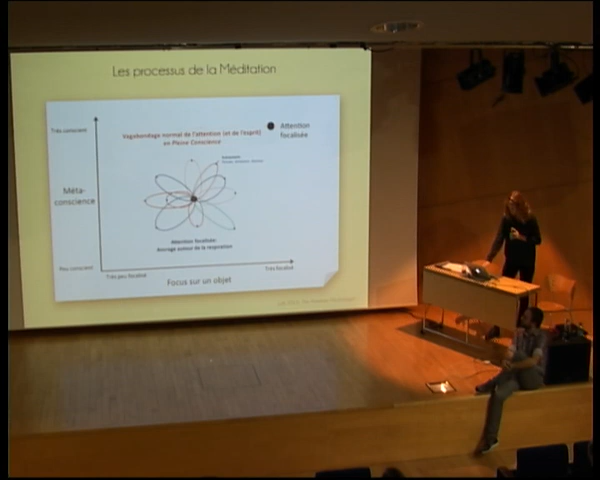 Les processus de la Méditation
Très conscient
Vagabondage normal de l'attention (et de l'esprit)
en Pleine Conscience
Attention
focalisée
Méta-
conscience
Attention focalisée:
Ancrage autour de la respiration
Peu conscient
Très peu focalisé
Focus sur un objet
Très focalisé